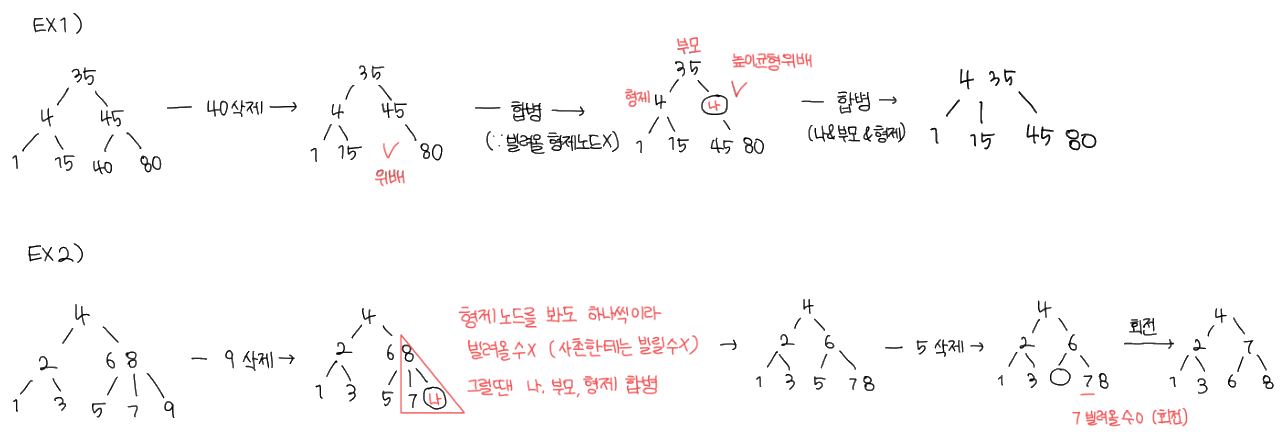 EX1)
35
4 45
1 15 40 80
— 40삭제 →
35
4 45
1 15 ✓ 80
위배
— 합병 →
(∵빌려올 형제노드X)
부모
35
높이균형위배
형제 4 ✓ 나
1 15 45 80
— 합병 →
(나&부모&형제)
4 35
1 15 45 80
EX2)
4
2 6 8
1 3 5 7 9
— 9 삭제 →
4
2 6 8
1 3 5 7 나
형제노드를 봐도 하나씩이라
빌려올수X (사촌한테는 빌릴수X)
그럴땐 나, 부모, 형제 합병
→
4
2 6
1 3 5 7 8
— 5 삭제 →
4
2 6
1 3 7 8
7 빌려올수O (회전)
회전
→
4
2 7
1 3 6 8